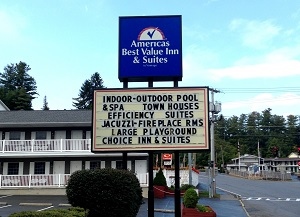 Americas
Best Value Inn
& Suites
INDOOR-OUTDOOR POOL
& SPA TOWN HOUSES
EFFICIENCY SUITES
JACUZZI-FIREPLACE RMS
LARGE PLAYGROUND
CHOICE INN & SUITES